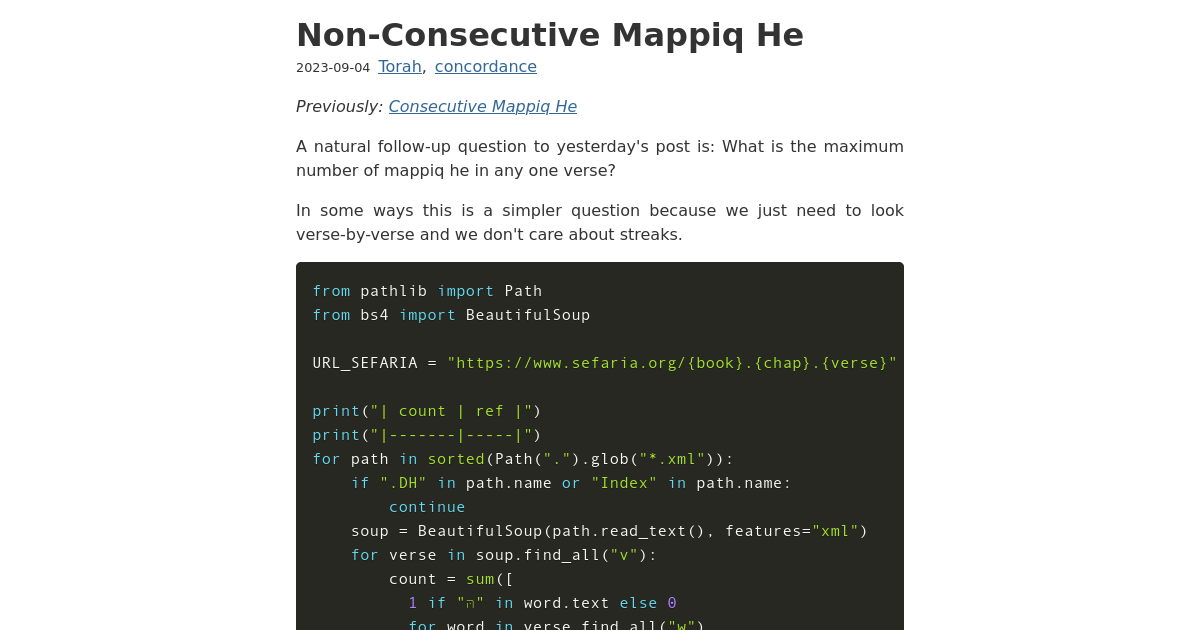 Non-Consecutive Mappiq He
2023-09-04 Torah, concordance
Previously: Consecutive Mappiq He
A natural follow-up question to yesterday's post is: What is the maximum
number of mappiq he in any one verse?
In some ways this is a simpler question because we just need to look
verse-by-verse and we don't care about streaks.
from pathlib import Path
from bs4 import BeautifulSoup
URL_SEFARIA = "https://www.sefaria.org/{book}.{chap}.{verse}"
print("| count | ref |")
print("|-------|-----|")
for path in sorted(Path(".").glob("*.xml")):
    if ".DH" in path.name or "Index" in path.name:
        continue
    soup = BeautifulSoup(path.read_text(), features="xml")
    for verse in soup.find_all("v"):
        count = sum([
          1 if "הּ" in word.text else 0
          for word in verse.find_all("w")